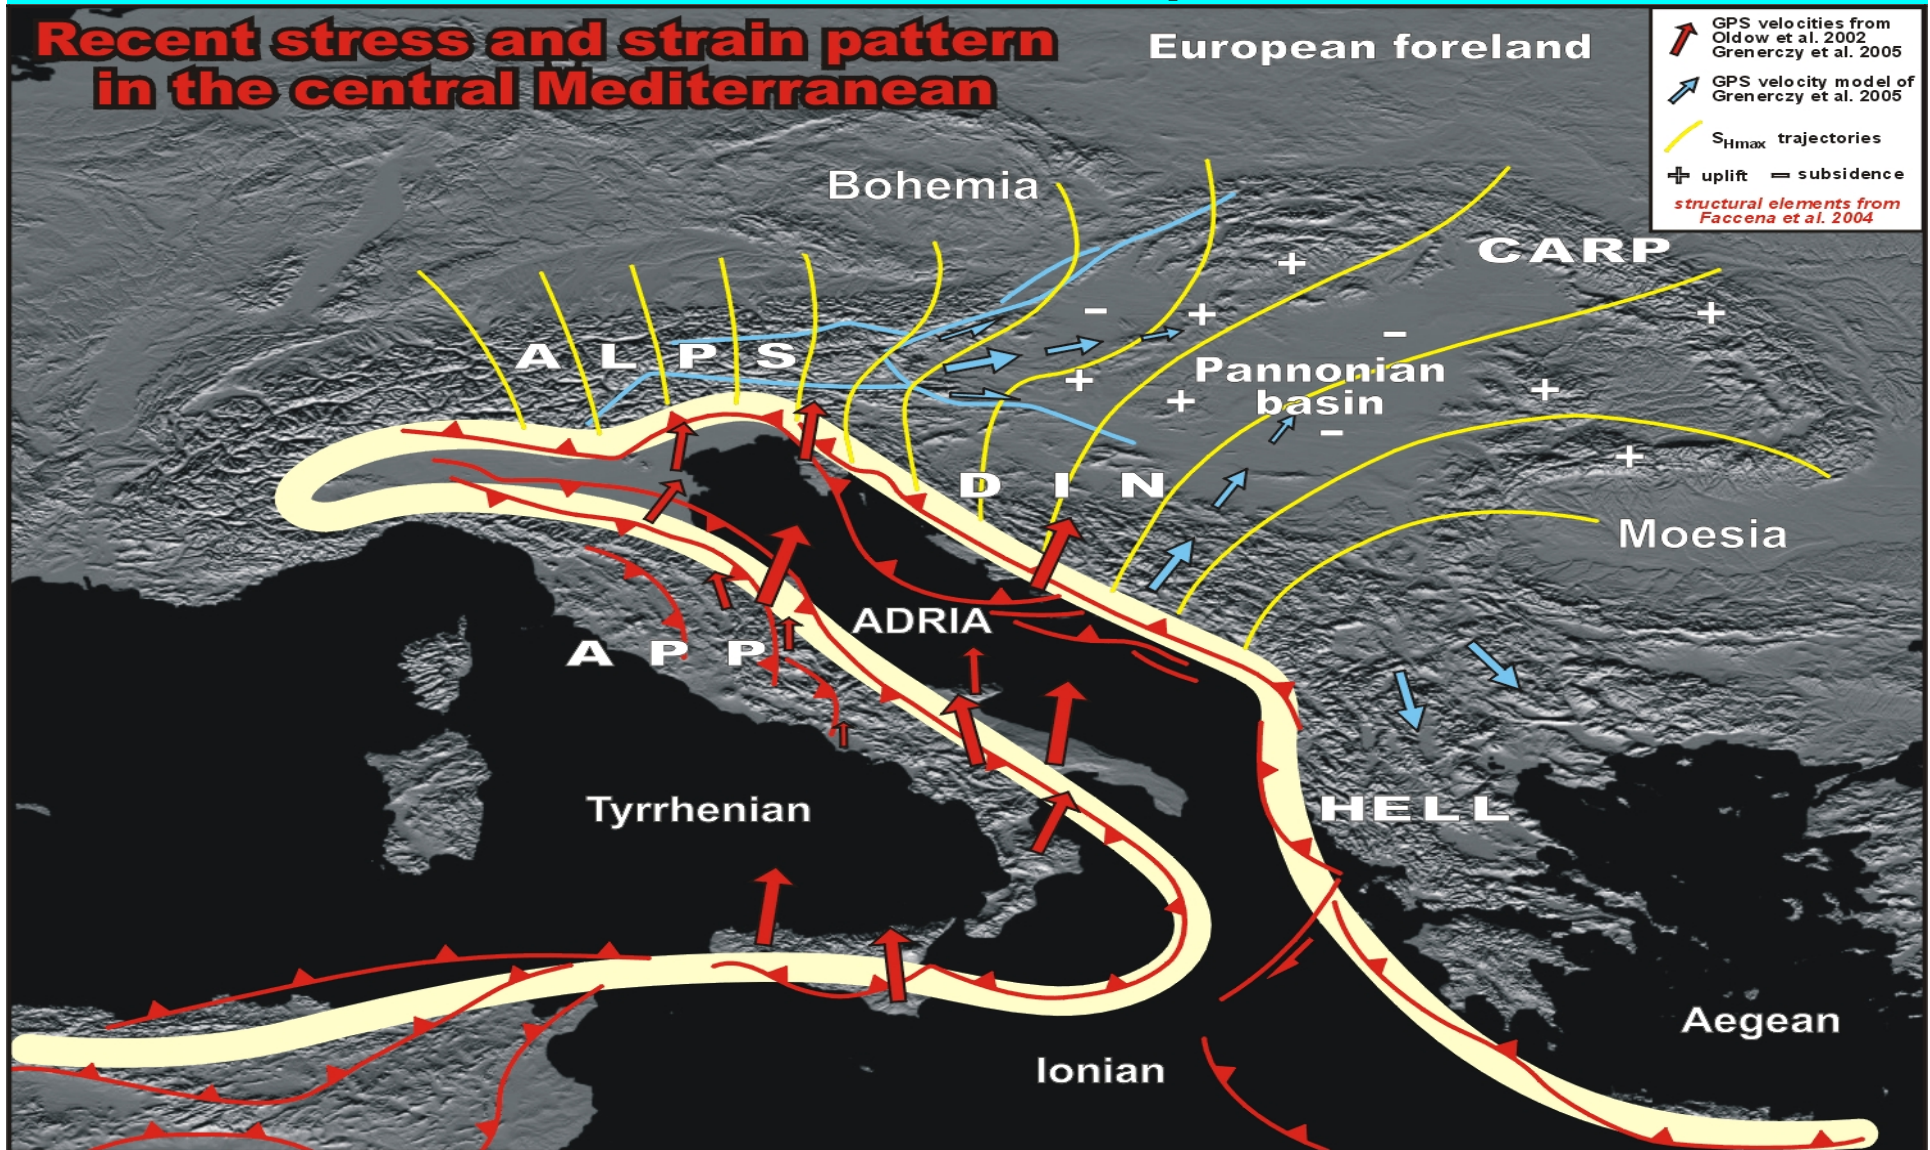 Recent stress and strain pattern
in the central Mediterranean
European foreland
GPS velocities from
Oldow et al. 2002
Grenerczy et al. 2005
GPS velocity model of
Grenerczy et al. 2005
SHmax trajectories
+ uplift − subsidence
structural elements from
Faccena et al. 2004
Bohemia
CARP
+
−
+
+
−
A L P S
Pannonian
basin
+
+
+
−
+
D I N
Moesia
ADRIA
A P P
Tyrrhenian
HELL
Aegean
Ionian